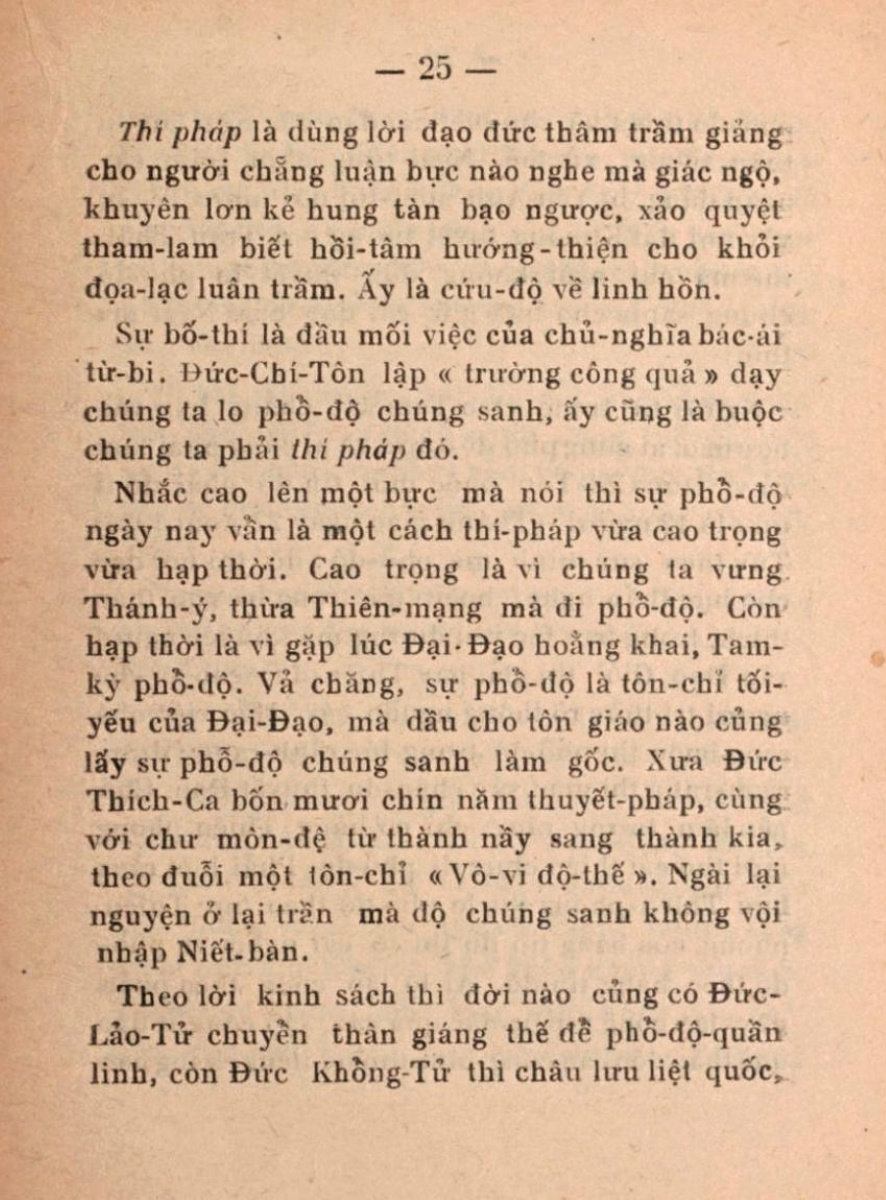 — 25 —
Thí pháp là dùng lời đạo đức thâm trầm giảng
cho người chẳng luận bực nào nghe mà giác ngộ,
khuyên lơn kẻ hung tàn bạo ngược, xảo quyệt
tham-lam biết hồi-tâm hướng-thiện cho khỏi
đọa-lạc luân trầm. Ấy là cứu-độ về linh hồn.
Sự bố-thí là đầu mối việc của chủ-nghĩa bác-ái
từ-bi. Đức-Chí-Tôn lập « trường công quả » dạy
chúng ta lo phổ-độ chúng sanh, ấy cũng là buộc
chúng ta phải thí pháp đó.
Nhắc cao lên một bực mà nói thì sự phổ-độ
ngày nay vẫn là một cách thí-pháp vừa cao trọng
vừa hạp thời. Cao trọng là vì chúng ta vưng
Thánh-ý, thừa Thiên-mạng mà đi phổ-độ. Còn
hạp thời là vì gặp lúc Đại-Đạo hoằng khai, Tam-
kỳ phổ-độ. Vả chăng, sự phổ-độ là tôn-chỉ tối-
yếu của Đại-Đạo, mà dầu cho tôn giáo nào củng
lấy sự phỗ-độ chúng sanh làm gốc. Xưa Đức
Thích-Ca bốn mươi chín năm thuyết-pháp, cùng
với chư môn-đệ từ thành nầy sang thành kia,
theo đuỗi một tôn-chỉ « Vô-vi độ-thế ». Ngài lại
nguyện ở lại trần mà độ chúng sanh không vội
nhập Niết-bàn.
Theo lời kinh sách thì đời nào củng có Đức-
Lảo-Tử chuyển thân giáng thế để phổ-độ-quần
linh, còn Đức Khổng-Tử thì châu lưu liệt quốc,